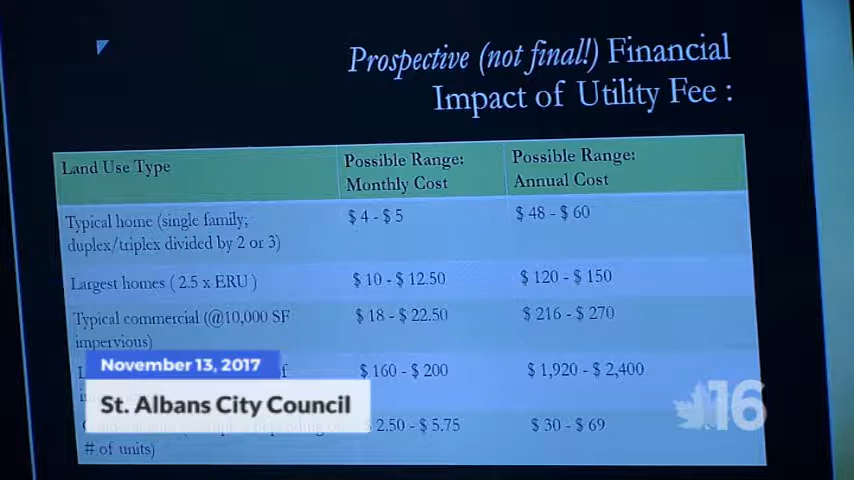 Prospective (not final!) Financial
Impact of Utility Fee :
Land Use Type
Possible Range:
Monthly Cost
Possible Range:
Annual Cost
Typical home (single family;
duplex/triplex divided by 2 or 3)
$ 4 - $ 5
$ 48 - $ 60
Largest homes ( 2.5 x ERU )
$ 10 - $ 12.50
$ 120 - $ 150
Typical commercial (@10,000 SF
impervious)
$ 18 - $ 22.50
$ 216 - $ 270
$ 160 - $ 200
$ 1,920 - $ 2,400
# of units)
2.50 - $ 5.75
$ 30 - $ 69
November 13, 2017
St. Albans City Council
16